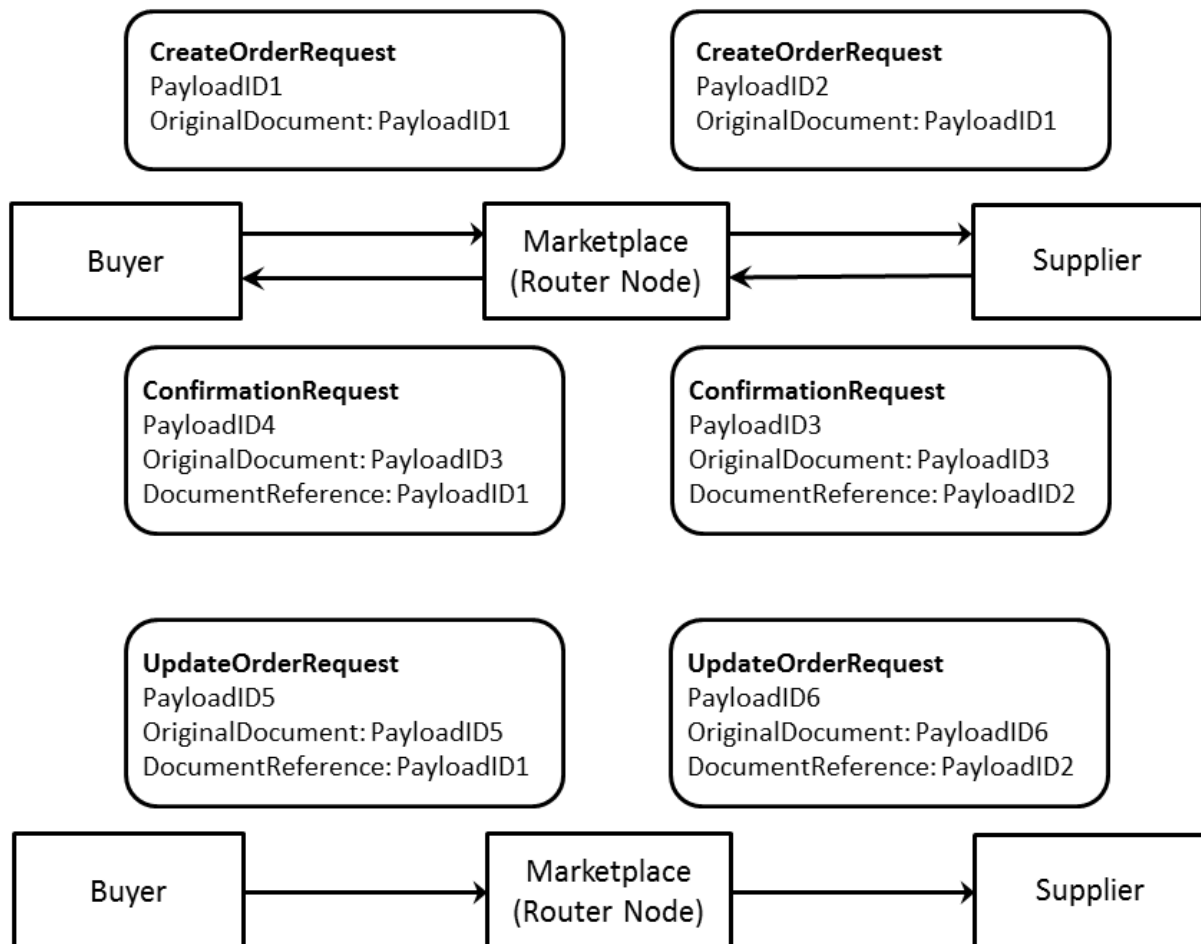 CreateOrderRequest
PayloadID1
OriginalDocument: PayloadID1
CreateOrderRequest
PayloadID2
OriginalDocument: PayloadID1
Buyer
Marketplace
(Router Node)
Supplier
ConfirmationRequest
PayloadID4
OriginalDocument: PayloadID3
DocumentReference: PayloadID1
ConfirmationRequest
PayloadID3
OriginalDocument: PayloadID3
DocumentReference: PayloadID2
UpdateOrderRequest
PayloadID5
OriginalDocument: PayloadID5
DocumentReference: PayloadID1
UpdateOrderRequest
PayloadID6
OriginalDocument: PayloadID6
DocumentReference: PayloadID2
Buyer
Marketplace
(Router Node)
Supplier